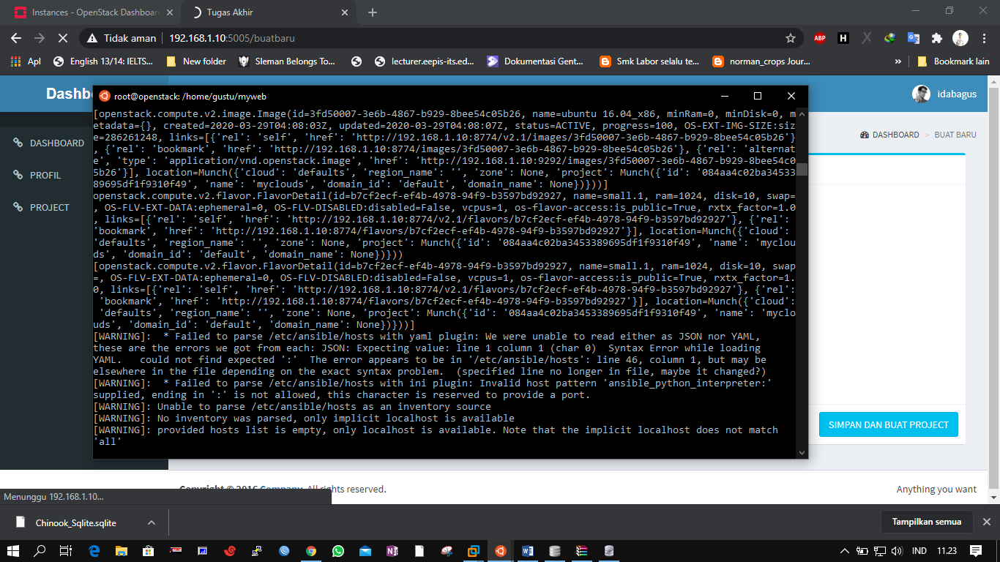 Instances - OpenStack Dashboard
Tugas Akhir
Tidak aman
192.168.1.10:5005/buatbaru
ABP
H
Apl
English 13/14: IELTS...
New folder
Sleman Belongs To...
lecturer.eepis-its.ed...
Dokumentasi Gent...
Smk Labor selalu te...
norman_crops Jour...
»
Bookmark lain
Dashb
idabagus
root@openstack: /home/gustu/myweb
DASHBOARD
PROFIL
PROJECT
DASHBOARD > BUAT BARU
[openstack.compute.v2.image.Image(id=3fd50007-3e6b-4867-b929-8bee54c05b26, name=ubuntu 16.04_x86, minRam=0, minDisk=0, m
etadata={}, created=2020-03-29T04:08:03Z, updated=2020-03-29T04:08:07Z, status=ACTIVE, progress=100, OS-EXT-IMG-SIZE:siz
e=286261248, links=[{'rel': 'self', 'href': 'http://192.168.1.10:8774/v2.1/images/3fd50007-3e6b-4867-b929-8bee54c05b26'}
, {'rel': 'bookmark', 'href': 'http://192.168.1.10:8774/images/3fd50007-3e6b-4867-b929-8bee54c05b26'}, {'rel': 'alternat
e', 'type': 'application/vnd.openstack.image', 'href': 'http://192.168.1.10:9292/images/3fd50007-3e6b-4867-b929-8bee54c0
5b26'}], location=Munch({'cloud': 'defaults', 'region_name': '', 'zone': None, 'project': Munch({'id': '084aa4c02ba34533
89695df1f9310f49', 'name': 'myclouds', 'domain_id': 'default', 'domain_name': None})}))]
openstack.compute.v2.flavor.FlavorDetail(id=b7cf2ecf-ef4b-4978-94f9-b3597bd92927, name=small.1, ram=1024, disk=10, swap=
, OS-FLV-EXT-DATA:ephemeral=0, OS-FLV-DISABLED:disabled=False, vcpus=1, os-flavor-access:is_public=True, rxtx_factor=1.0
, links=[{'rel': 'self', 'href': 'http://192.168.1.10:8774/v2.1/flavors/b7cf2ecf-ef4b-4978-94f9-b3597bd92927'}, {'rel':
'bookmark', 'href': 'http://192.168.1.10:8774/flavors/b7cf2ecf-ef4b-4978-94f9-b3597bd92927'}], location=Munch({'cloud':
'defaults', 'region_name': '', 'zone': None, 'project': Munch({'id': '084aa4c02ba3453389695df1f9310f49', 'name': 'myclou
ds', 'domain_id': 'default', 'domain_name': None})}))
[openstack.compute.v2.flavor.FlavorDetail(id=b7cf2ecf-ef4b-4978-94f9-b3597bd92927, name=small.1, ram=1024, disk=10, swap
=, OS-FLV-EXT-DATA:ephemeral=0, OS-FLV-DISABLED:disabled=False, vcpus=1, os-flavor-access:is_public=True, rxtx_factor=1.
0, links=[{'rel': 'self', 'href': 'http://192.168.1.10:8774/v2.1/flavors/b7cf2ecf-ef4b-4978-94f9-b3597bd92927'}, {'rel':
'bookmark', 'href': 'http://192.168.1.10:8774/flavors/b7cf2ecf-ef4b-4978-94f9-b3597bd92927'}], location=Munch({'cloud':
'defaults', 'region_name': '', 'zone': None, 'project': Munch({'id': '084aa4c02ba3453389695df1f9310f49', 'name': 'myclo
uds', 'domain_id': 'default', 'domain_name': None})}))]
[WARNING]:  * Failed to parse /etc/ansible/hosts with yaml plugin: We were unable to read either as JSON nor YAML,
these are the errors we got from each: JSON: Expecting value: line 1 column 1 (char 0)  Syntax Error while loading
YAML.   could not find expected ':'  The error appears to be in '/etc/ansible/hosts': line 46, column 1, but may be
elsewhere in the file depending on the exact syntax problem.  (specified line no longer in file, maybe it changed?)
[WARNING]:  * Failed to parse /etc/ansible/hosts with ini plugin: Invalid host pattern 'ansible_python_interpreter:'
supplied, ending in ':' is not allowed, this character is reserved to provide a port.
[WARNING]: Unable to parse /etc/ansible/hosts as an inventory source
[WARNING]: No inventory was parsed, only implicit localhost is available
[WARNING]: provided hosts list is empty, only localhost is available. Note that the implicit localhost does not match
'all'
SIMPAN DAN BUAT PROJECT
Copyright © 2016 Company. All rights reserved.
Anything you want
Menunggu 192.168.1.10...
Chinook_Sqlite.sqlite
Tampilkan semua
IND
11.23